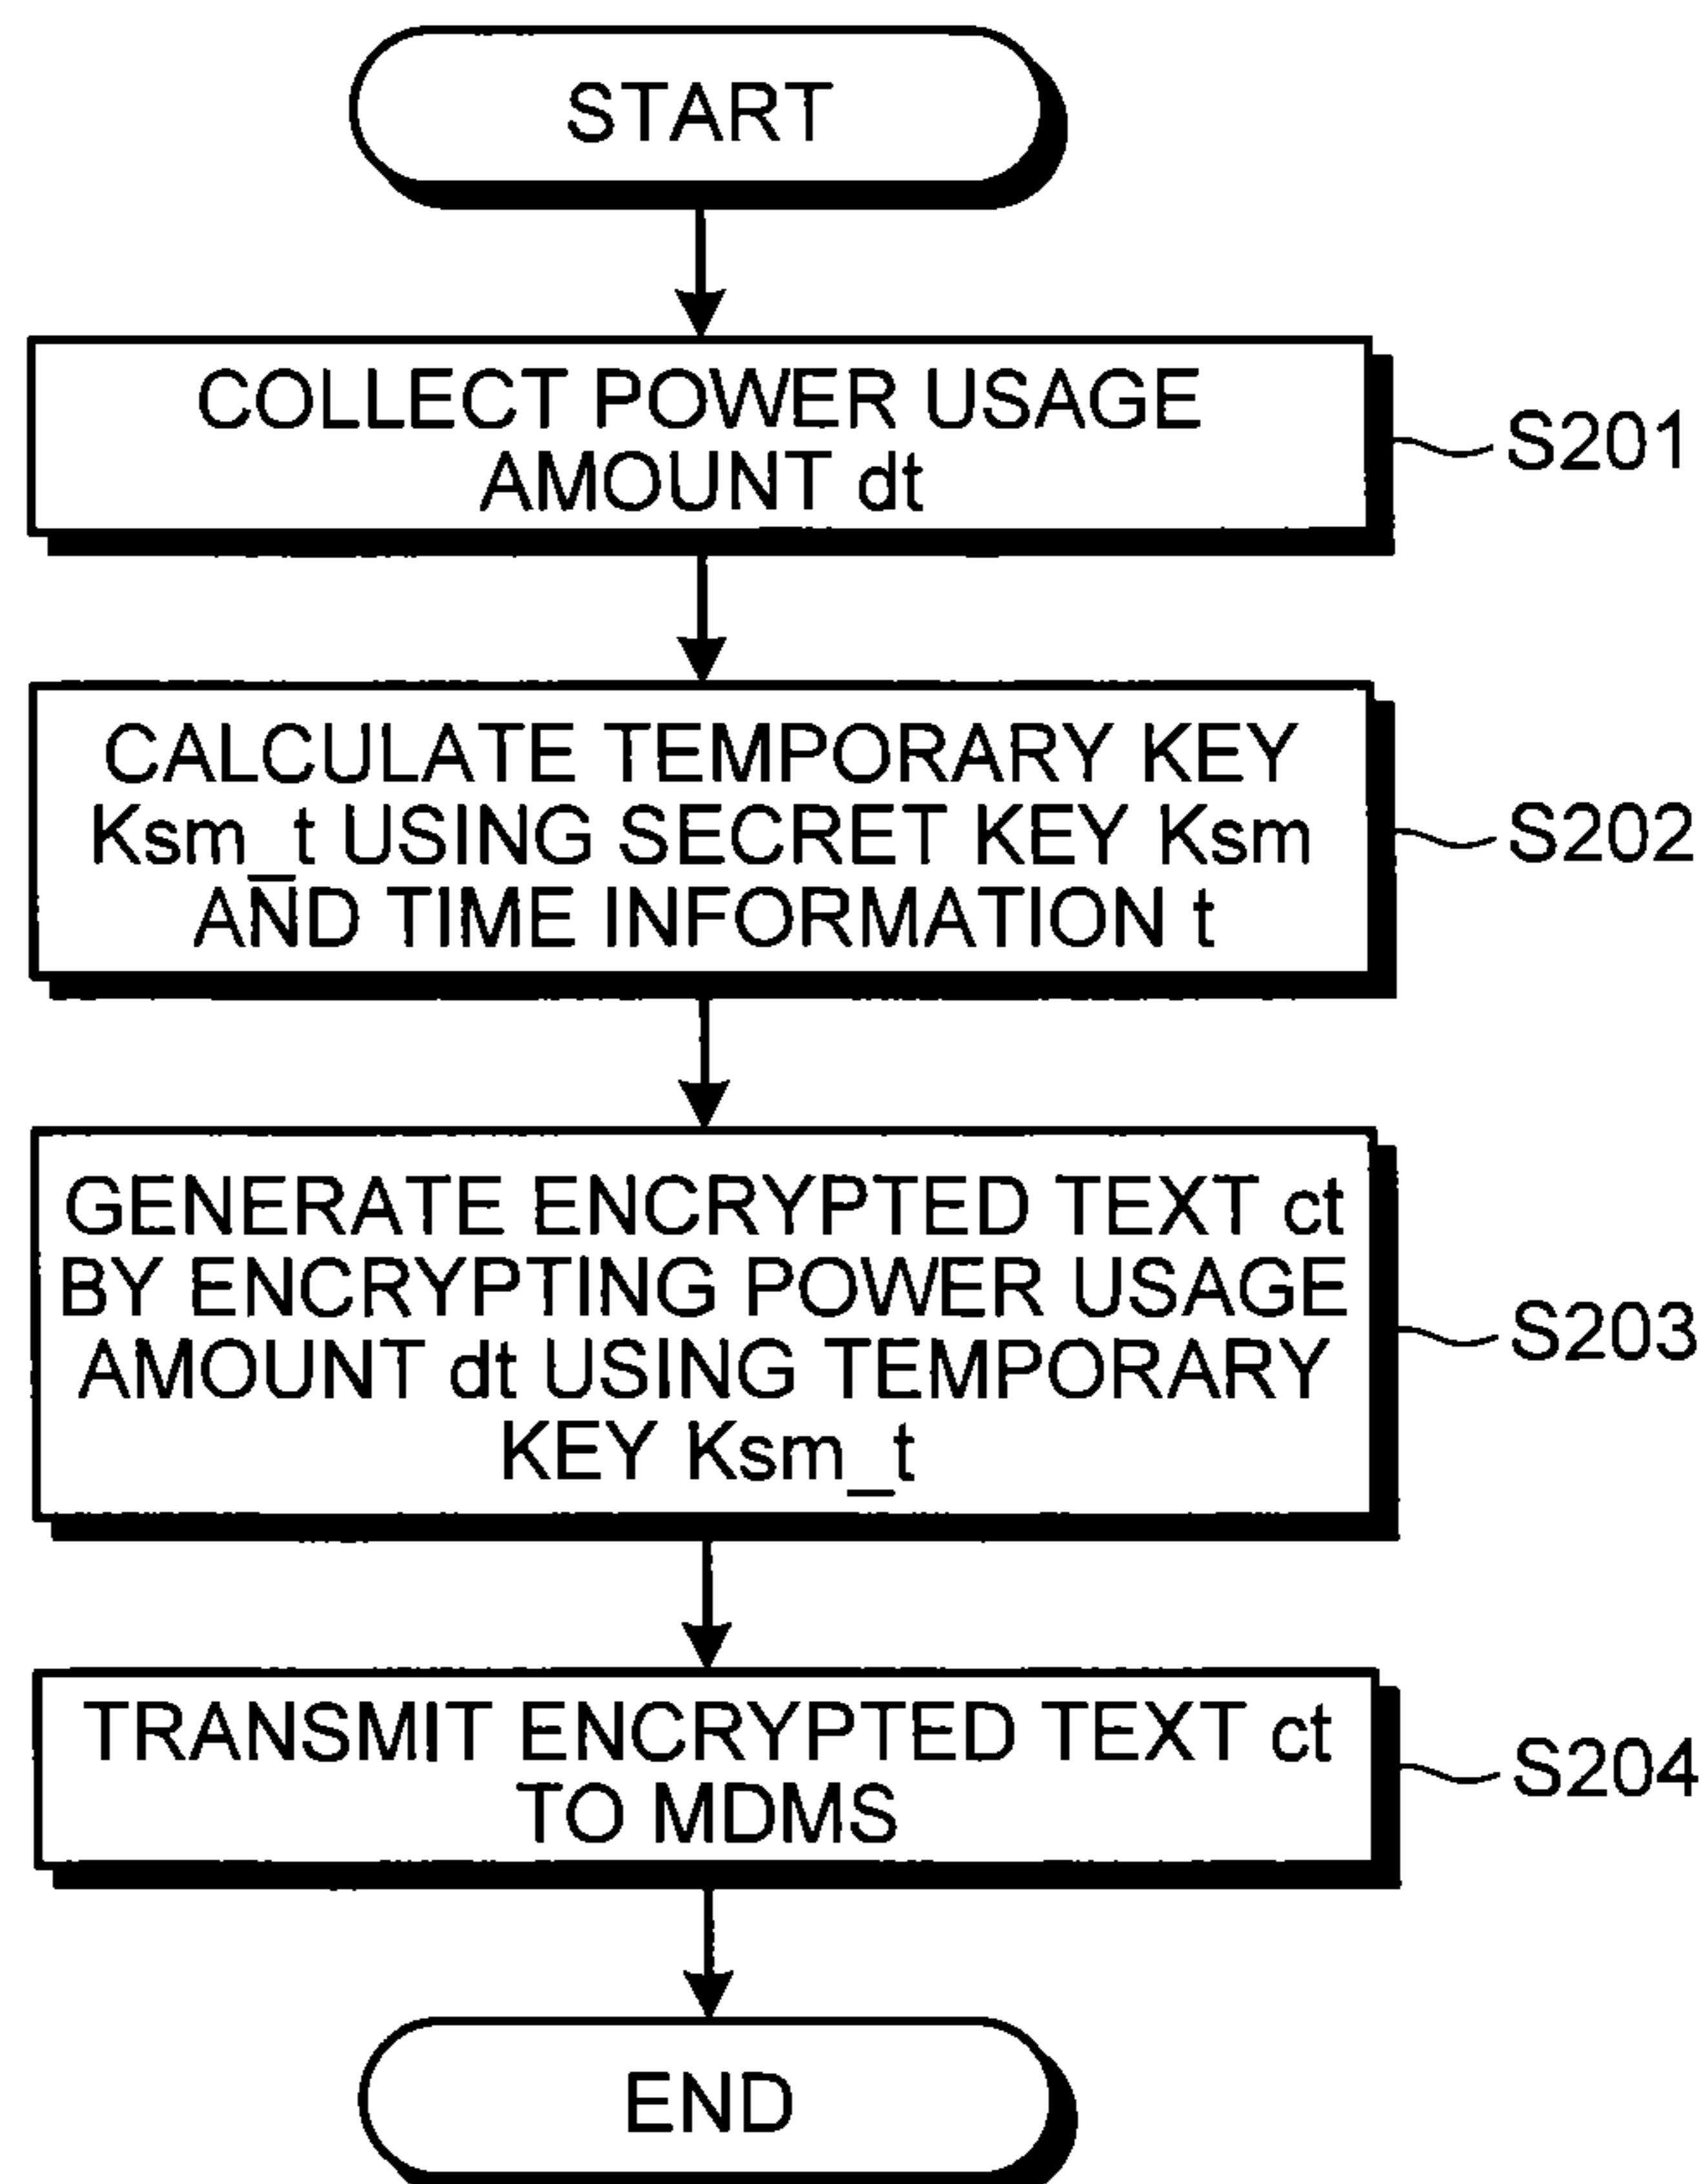 START
COLLECT POWER USAGE
AMOUNT dt
S201
CALCULATE TEMPORARY KEY
Ksm_t USING SECRET KEY Ksm
AND TIME INFORMATION t
S202
GENERATE ENCRYPTED TEXT ct
BY ENCRYPTING POWER USAGE
AMOUNT dt USING TEMPORARY
KEY Ksm_t
S203
TRANSMIT ENCRYPTED TEXT ct
TO MDMS
S204
END